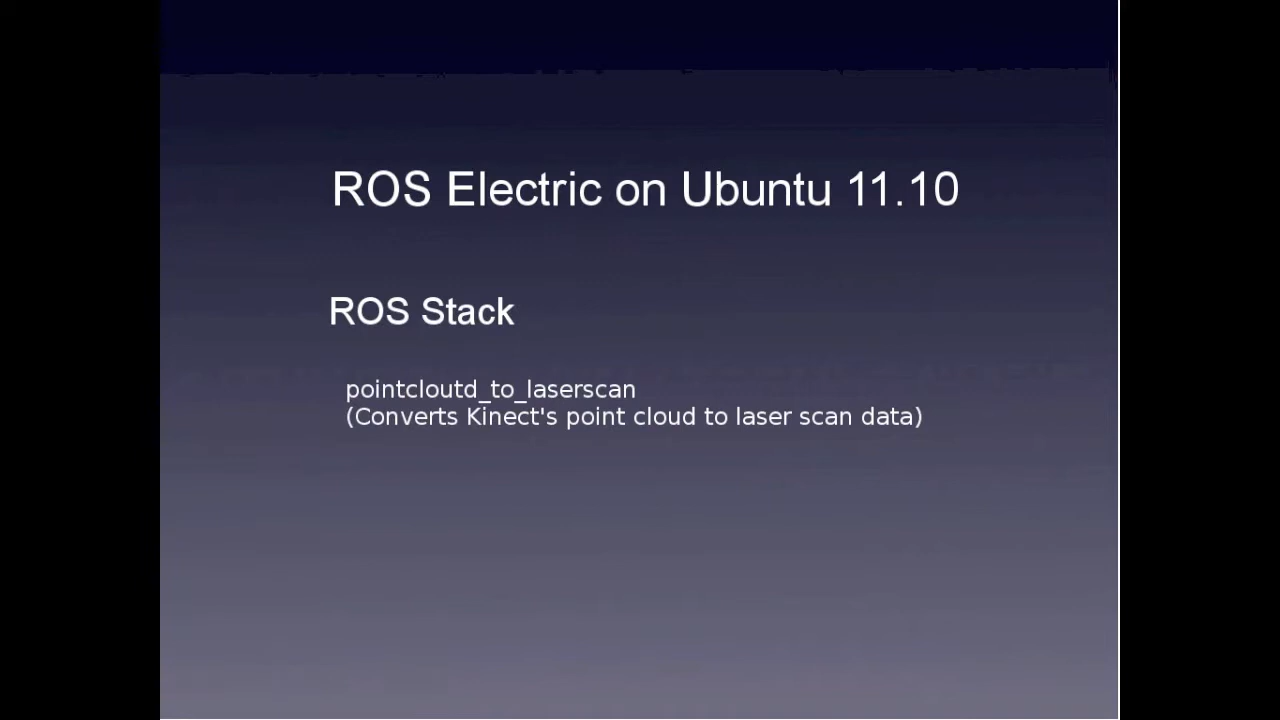 ROS Electric on Ubuntu 11.10
ROS Stack
pointcloutd_to_laserscan
(Converts Kinect's point cloud to laser scan data)